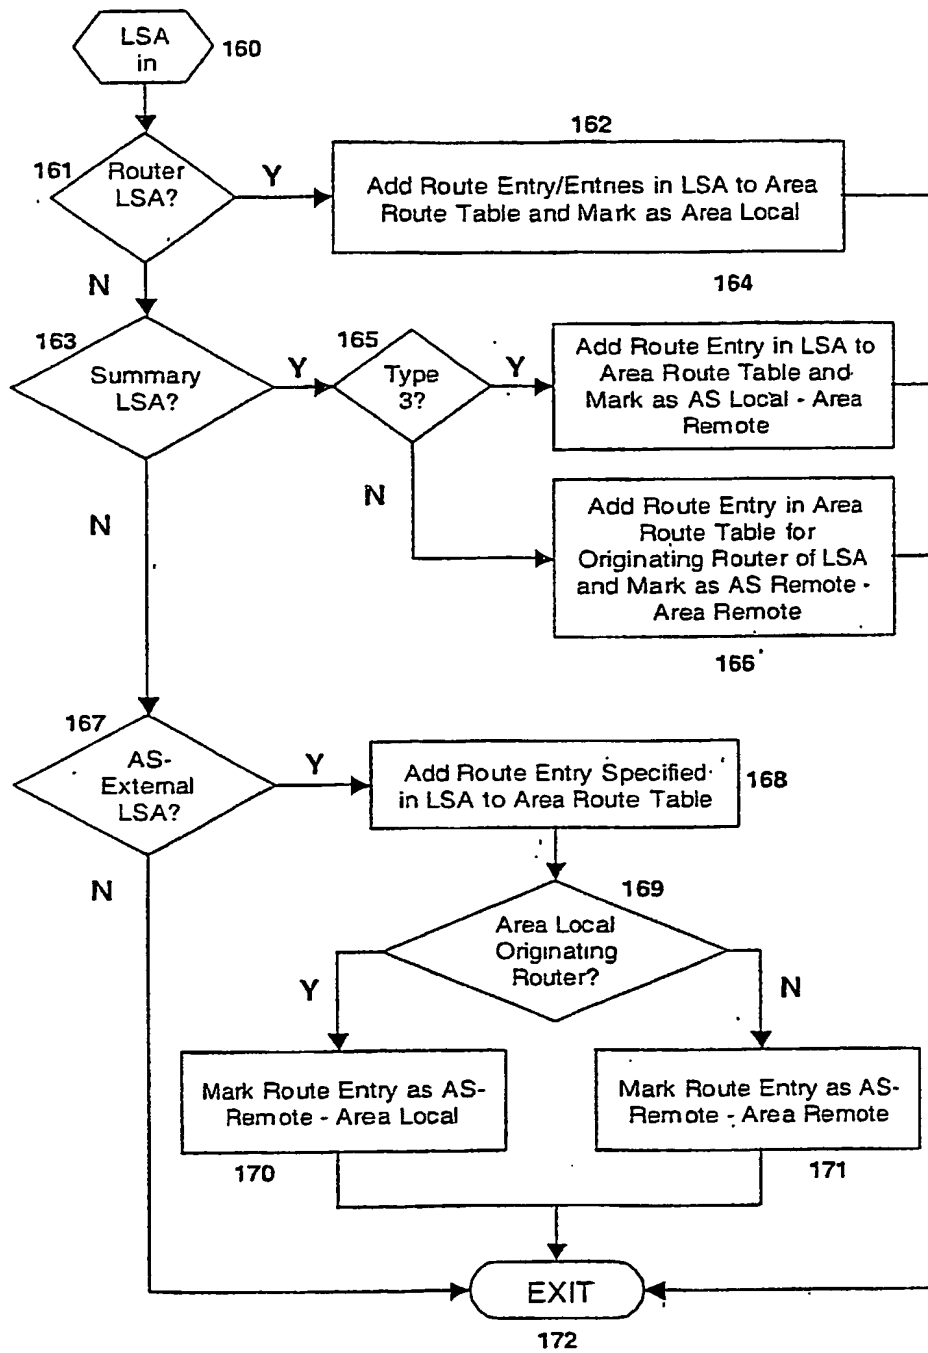 LSA
in
160
162
161
Router
LSA?
Y
Add Route Entry/Entries in LSA to Area
Route Table and Mark as Area Local
N
164
163
Summary
LSA?
Y
165
Type
3?
Y
Add Route Entry in LSA to
Area Route Table and
Mark as AS Local - Area
Remote
N
N
Add Route Entry in Area
Route Table for
Originating Router of LSA
and Mark as AS Remote -
Area Remote
166
167
AS-
External
LSA?
Y
Add Route Entry Specified
in LSA to Area Route Table
168
N
169
Area Local
Originating
Router?
Y
N
Mark Route Entry as AS-
Remote - Area Local
170
Mark Route Entry as AS-
Remote - Area Remote
171
EXIT
172